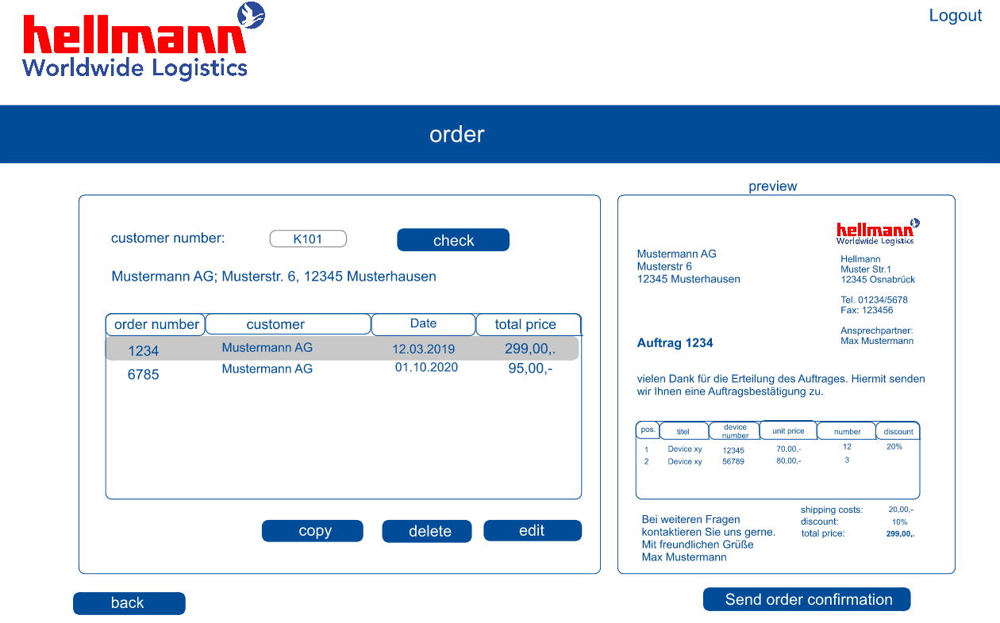 hellmann
Worldwide Logistics
Logout
order
customer number:
K101
check
Mustermann AG; Musterstr. 6, 12345 Musterhausen
order number customer Date total price
1234 Mustermann AG 12.03.2019 299,00,.
6785 Mustermann AG 01.10.2020 95,00,-
copy
delete
edit
back
preview
hellmann
Worldwide Logistics
Mustermann AG
Musterstr 6
12345 Musterhausen
Hellmann
Muster Str.1
12345 Osnabrück
Tel. 01234/5678
Fax: 123456
Ansprechpartner:
Max Mustermann
Auftrag 1234
vielen Dank für die Erteilung des Auftrages. Hiermit senden
wir Ihnen eine Auftragsbestätigung zu.
pos. titel device number unit price number discount
1 Device xy 12345 70,00,- 12 20%
2 Device xy 56789 80,00,- 3
shipping costs: 20,00,-
discount: 10%
total price: 299,00,.
Bei weiteren Fragen
kontaktieren Sie uns gerne.
Mit freundlichen Grüße
Max Mustermann
Send order confirmation